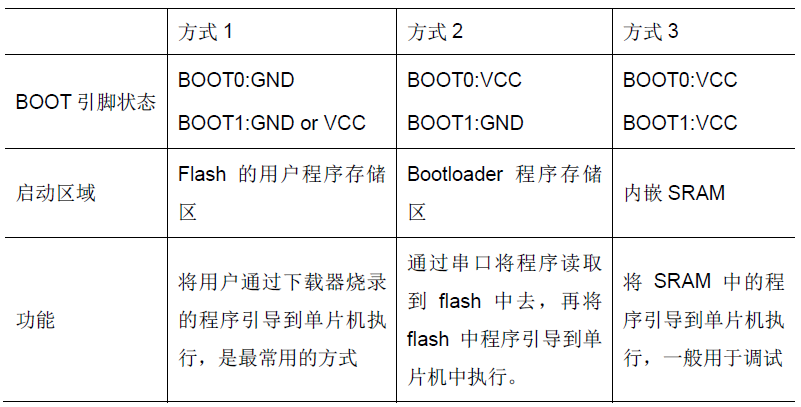 方式 1
方式 2
方式 3
BOOT 引脚状态
BOOT0:GND
BOOT1:GND or VCC
BOOT0:VCC
BOOT1:GND
BOOT0:VCC
BOOT1:VCC
启动区域
Flash 的用户程序存储
区
Bootloader 程序存储
区
内嵌 SRAM
功能
将用户通过下载器烧录
的程序引导到单片机执
行，是最常用的方式
通过串口将程序读取
到 flash 中去，再将
flash 中程序引导到单
片机中执行。
将 SRAM 中的程
序引导到单片机执
行，一般用于调试